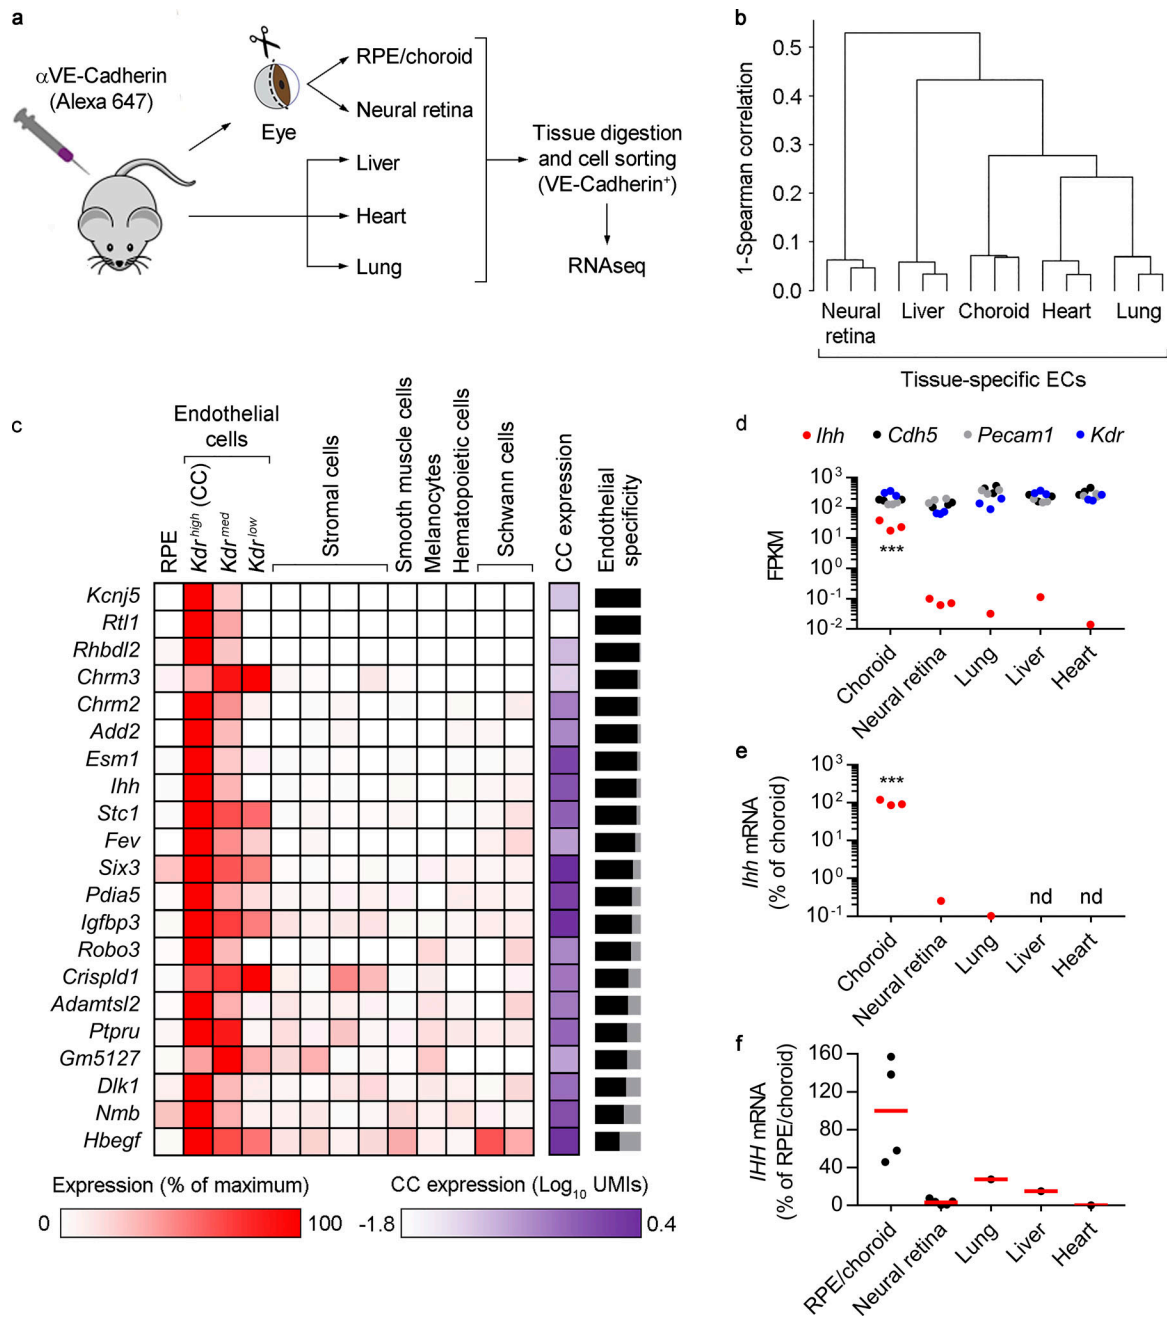 a
αVE-Cadherin
(Alexa 647)
Eye
RPE/choroid
Neural retina
Liver
Heart
Lung
Tissue digestion
and cell sorting
(VE-Cadherin⁺)
RNAseq
b
1-Spearman correlation
0.5
0.4
0.3
0.2
0.1
0.0
Neural
retina
Liver
Choroid
Heart
Lung
Tissue-specific ECs
c
Endothelial
cells
RPE
Kdr^high (CC)
Kdr^med
Kdr^low
Stromal cells
Smooth muscle cells
Melanocytes
Hematopoietic cells
Schwann cells
CC expression
Endothelial
specificity
Kcnj5
Rtl1
Rhbdl2
Chrm3
Chrm2
Add2
Esm1
Ihh
Stc1
Fev
Six3
Pdia5
Igfbp3
Robo3
Crispld1
Adamtsl2
Ptpru
Gm5127
Dlk1
Nmb
Hbegf
Expression (% of maximum)
0
100
CC expression (Log₁₀ UMIs)
-1.8
0.4
d
Ihh
Cdh5
Pecam1
Kdr
FPKM
10³
10²
10¹
10⁰
10⁻¹
10⁻²
***
Choroid
Neural retina
Lung
Liver
Heart
e
Ihh mRNA
(% of choroid)
10³
10²
10¹
10⁰
10⁻¹
***
nd
nd
Choroid
Neural retina
Lung
Liver
Heart
f
IHH mRNA
(% of RPE/choroid)
160
120
80
40
0
RPE/choroid
Neural retina
Lung
Liver
Heart